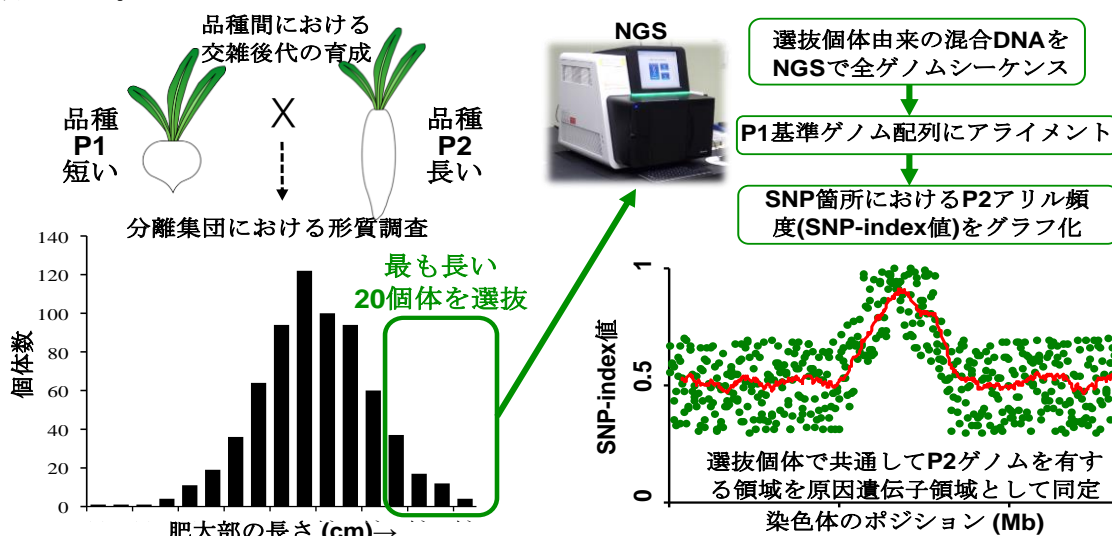 品種間における
交雑後代の育成
品種
P1
短い
X
品種
P2
長い
分離集団における形質調査
140
120
100
80
60
40
20
0
個体数
最も長い
20個体を選抜
肥大部の長さ (cm)→
NGS
選抜個体由来の混合DNAを
NGSで全ゲノムシーケンス
P1基準ゲノム配列にアライメント
SNP箇所におけるP2アリル頻
度(SNP-index値)をグラフ化
1
0.5
0
SNP-index値
選抜個体で共通してP2ゲノムを有す
る領域を原因遺伝子領域として同定
染色体のポジション (Mb)